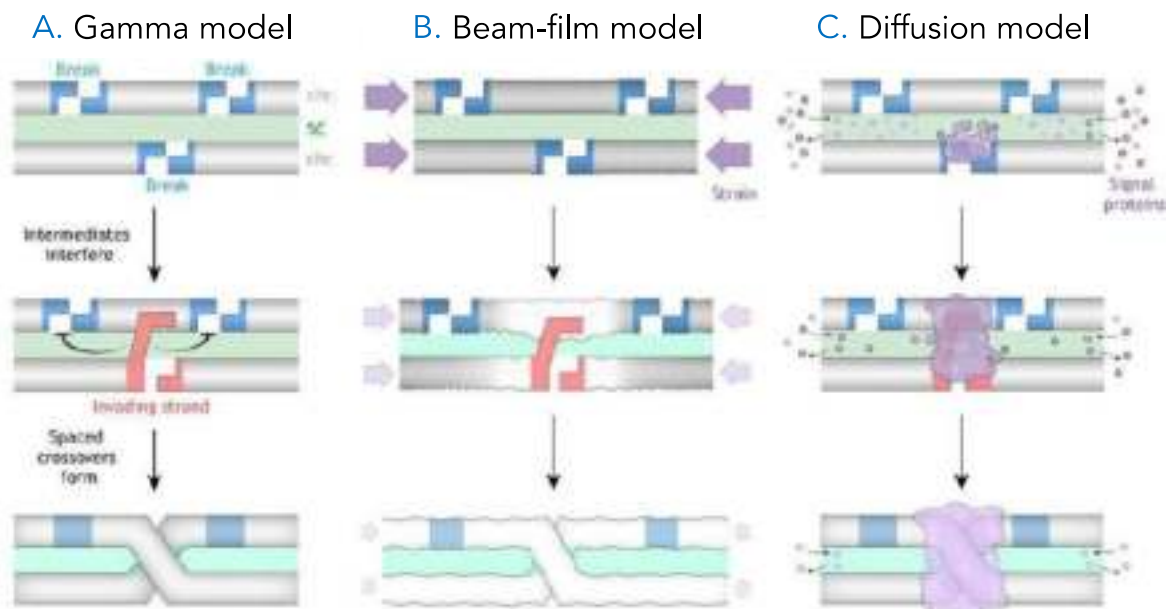 A. Gamma model
B. Beam-film model
C. Diffusion model
Break
Break
SC
Break
Strain
Signal
proteins
Intermediates
interfere
Invading strand
Spaced
crossovers
form